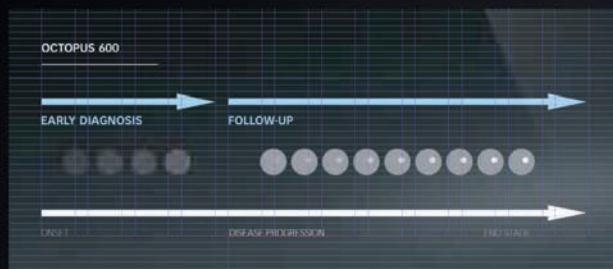 OCTOPUS 600
EARLY DIAGNOSIS
FOLLOW-UP
ONSET
DISEASE PROGRESSION
END STAGE